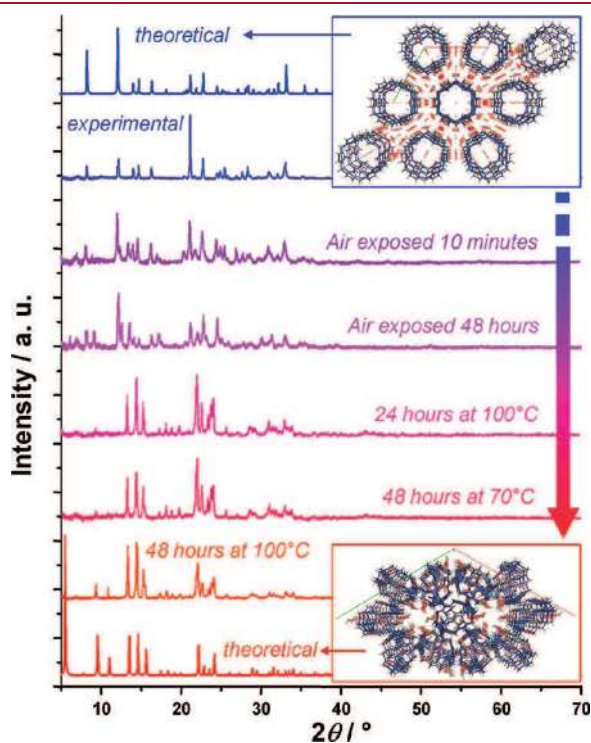 theoretical
experimental
Air exposed 10 minutes
Air exposed 48 hours
24 hours at 100°C
48 hours at 70°C
48 hours at 100°C
theoretical
Intensity / a. u.
10 20 30 40 50 60 70
2θ / °